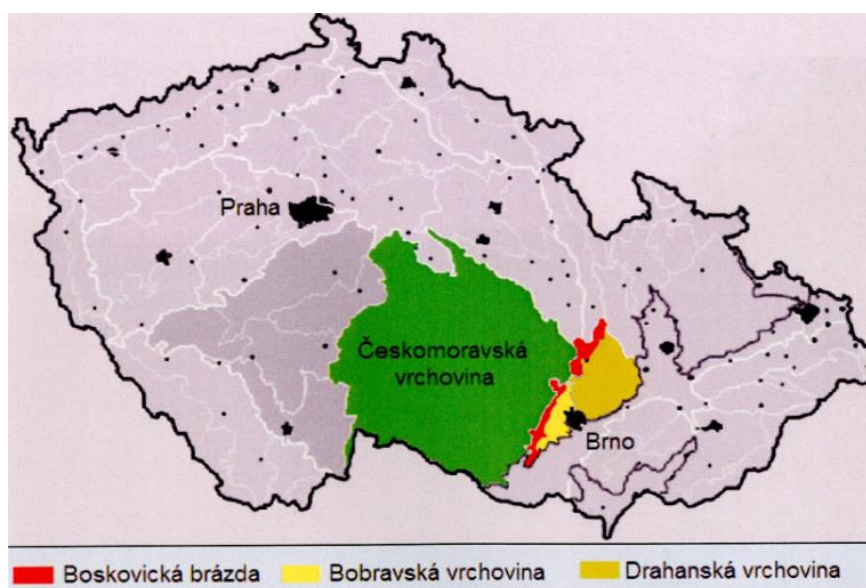 Praha
Českomoravská
vrchovina
Brno
Boskovická brázda
Bobravská vrchovina
Drahanská vrchovina